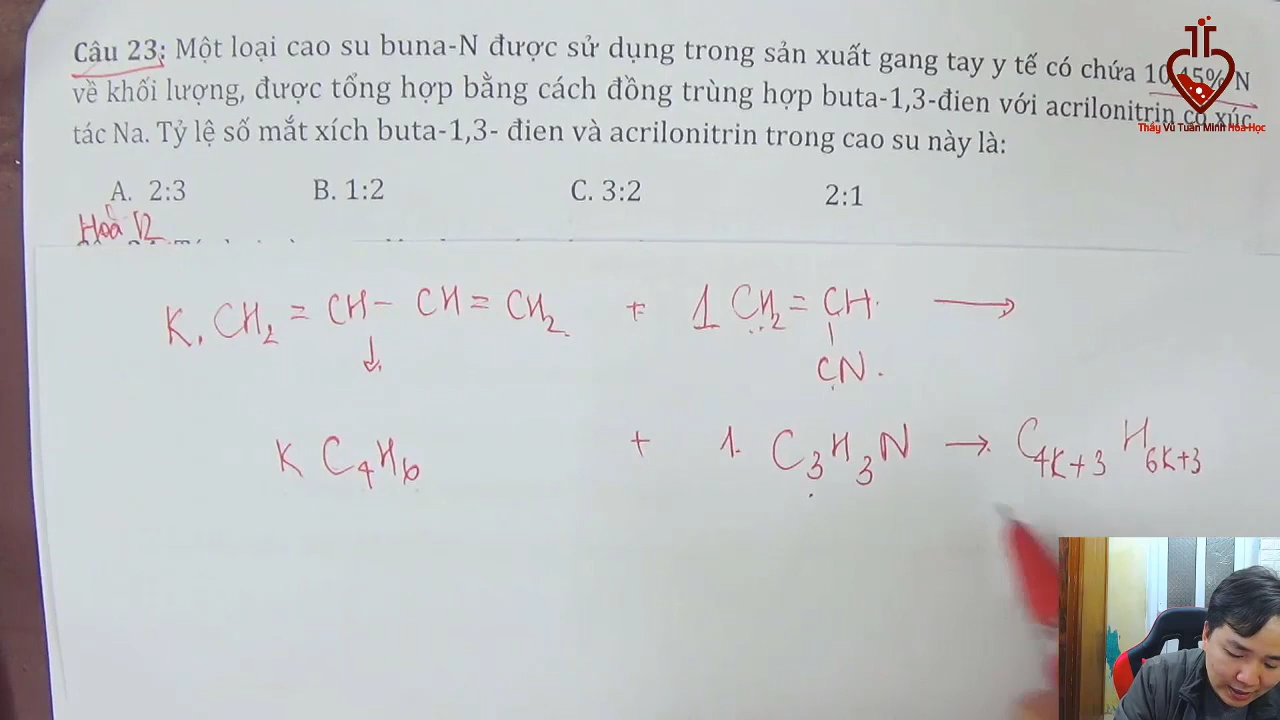 Câu 23: Một loại cao su buna-N được sử dụng trong sản xuất gang tay y tế có chứa 10,45% N
về khối lượng, được tổng hợp bằng cách đồng trùng hợp buta-1,3-đien với acrilonitrin có xúc
tác Na. Tỷ lệ số mắt xích buta-1,3- đien và acrilonitrin trong cao su này là:
A. 2:3 B. 1:2 C. 3:2 2:1
Hoá 12
K. CH2 = CH – CH = CH2 + 1 CH2 = CH ⟶
CN
K C4H6 + 1. C3H3N → C4K+3 H6K+3
Thầy Vũ Tuấn Minh Hóa Học